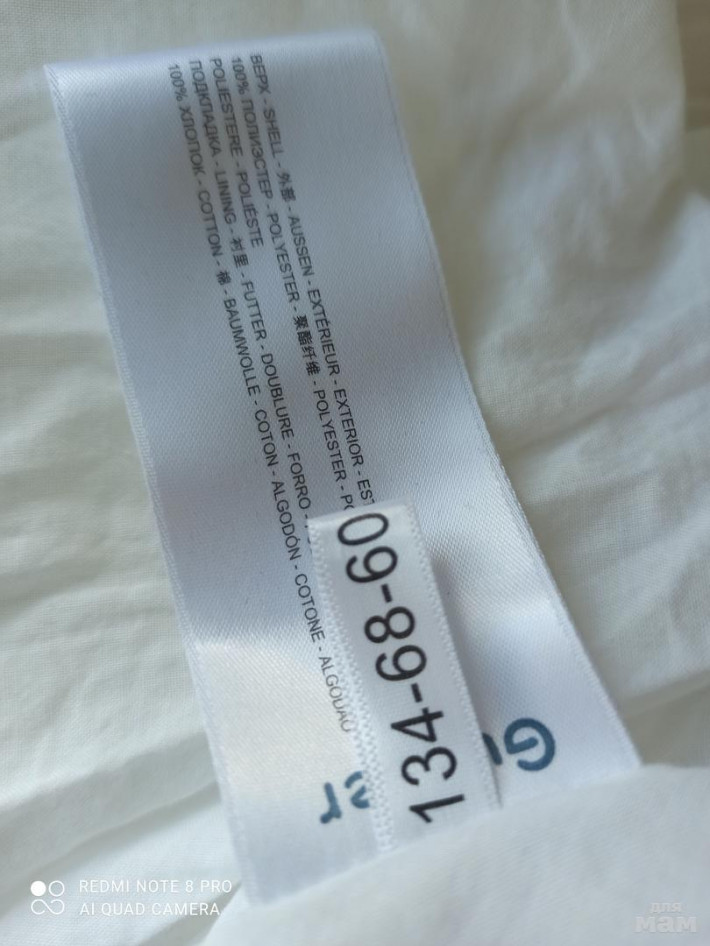 ВЕРХ - SHELL - 外部 - AUSSEN - EXTÉRIEUR - EXTERIOR - EST
100% ПОЛИЭСТЕР - POLYESTER - 聚酯纤维 - POLYESTER - PO
POLIESTERE - POLIÉSTE
ПОДКЛАДКА - LINING - 衬里 - FUTTER - DOUBLURE - FORRO -
100% ХЛОПОК - COTTON - 棉 - BAUMWOLLE - COTON - ALGODÓN - COTONE - ALGODÃO
134-68-60
REDMI NOTE 8 PRO
AI QUAD CAMERA
для
мам